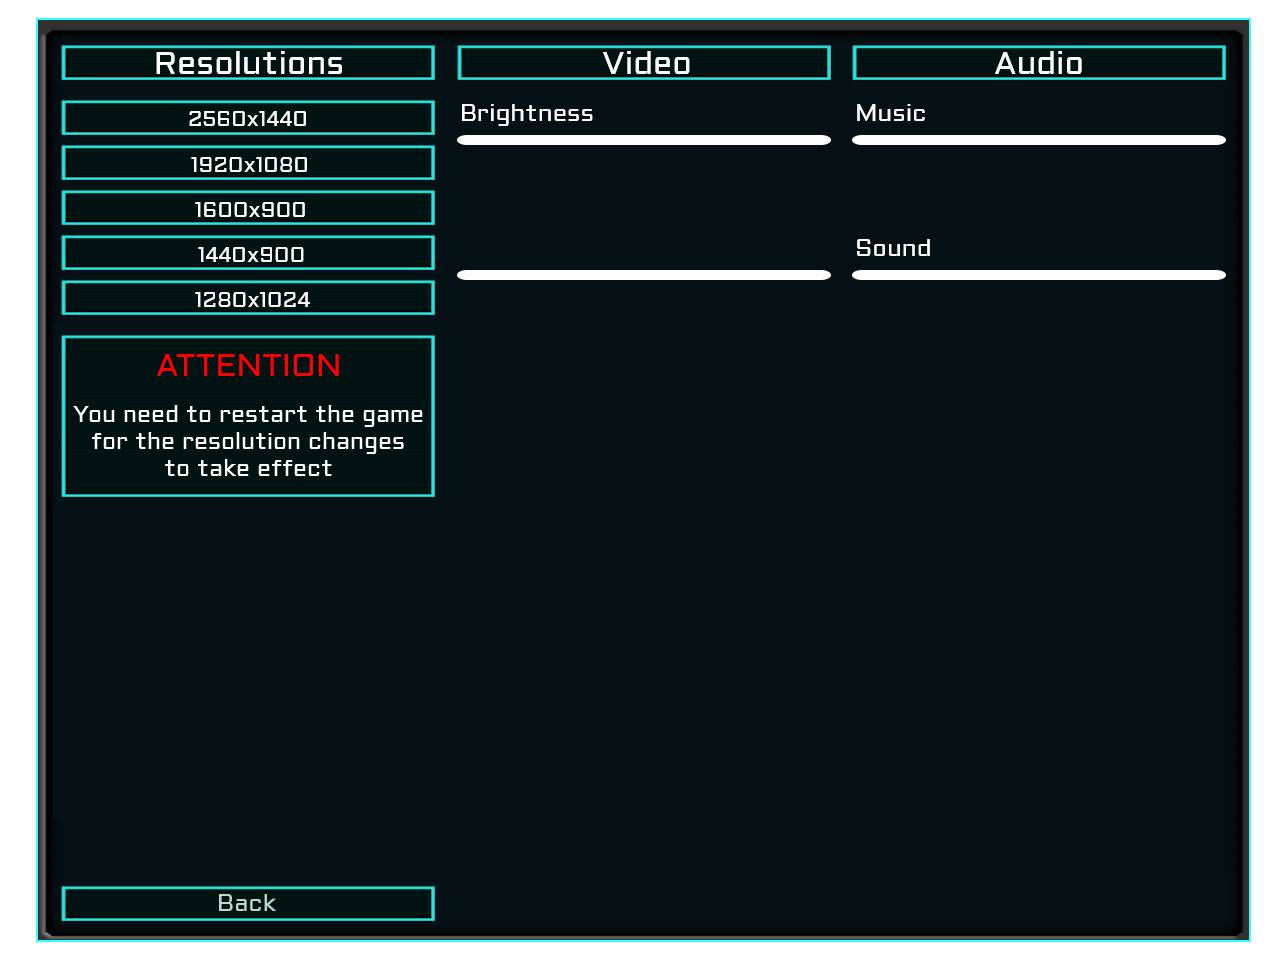 Resolutions
2560x1440
1920x1080
1600x900
1440x900
1280x1024
ATTENTION
You need to restart the game
for the resolution changes
to take effect
Back
Video
Brightness
Audio
Music
Sound